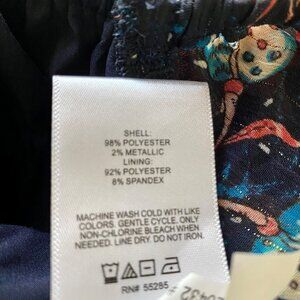 SHELL:
98% POLYESTER
2% METALLIC
LINING:
92% POLYESTER
8% SPANDEX
MACHINE WASH COLD WITH LIKE
COLORS. GENTLE CYCLE. ONLY
NON-CHLORINE BLEACH WHEN
NEEDED. LINE DRY. DO NOT IRON.
RN# 55285